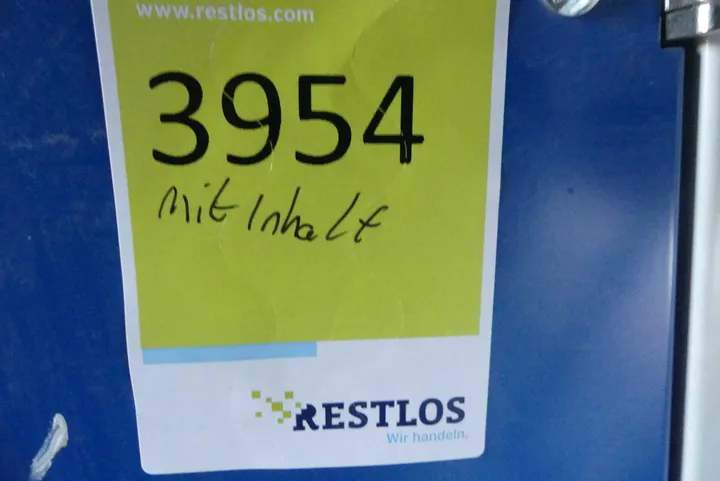 www.restlos.com
3954
mit Inhalt
RESTLOS
Wir handeln.